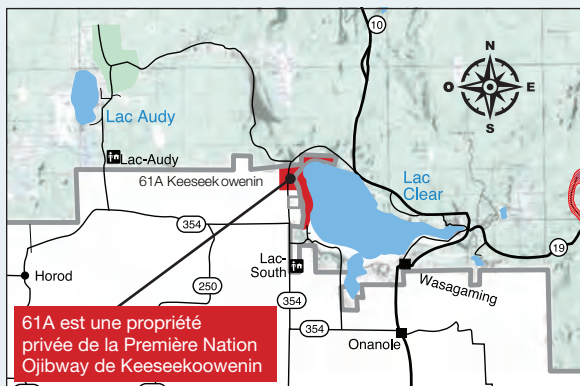 10
N
O
E
S
Lac Audy
Lac-Audy
61A Keeseekowenin
Lac
Clear
354
19
Lac-
South
Wasagaming
Horod
250
354
61A est une propriété
privée de la Première Nation
Ojibway de Keeseekoowenin
354
Onanole